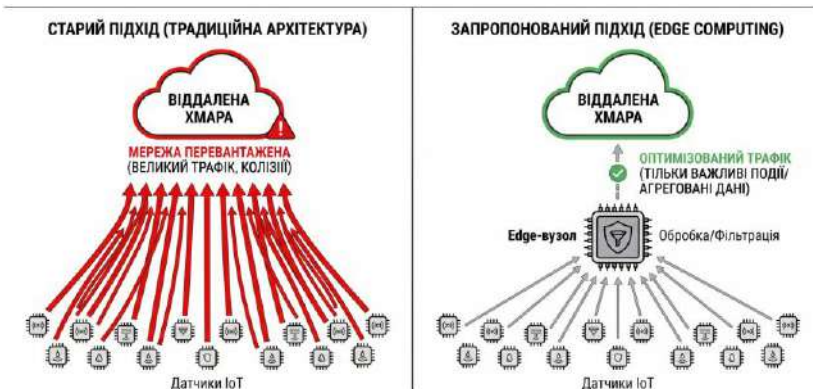 СТАРИЙ ПІДХІД (ТРАДИЦІЙНА АРХІТЕКТУРА)
ВІДДАЛЕНА
ХМАРА
!
МЕРЕЖА ПЕРЕВАНТАЖЕНА
(ВЕЛИКИЙ ТРАФІК, КОЛІЗІЇ)
Датчики IoT
ЗАПРОПОНОВАНИЙ ПІДХІД (EDGE COMPUTING)
ВІДДАЛЕНА
ХМАРА
ОПТИМІЗОВАНИЙ ТРАФІК
(ТІЛЬКИ ВАЖЛИВІ ПОДІЇ/
АГРЕГОВАНІ ДАНІ)
Edge-вузол
Обробка/Фільтрація
Датчики IoT